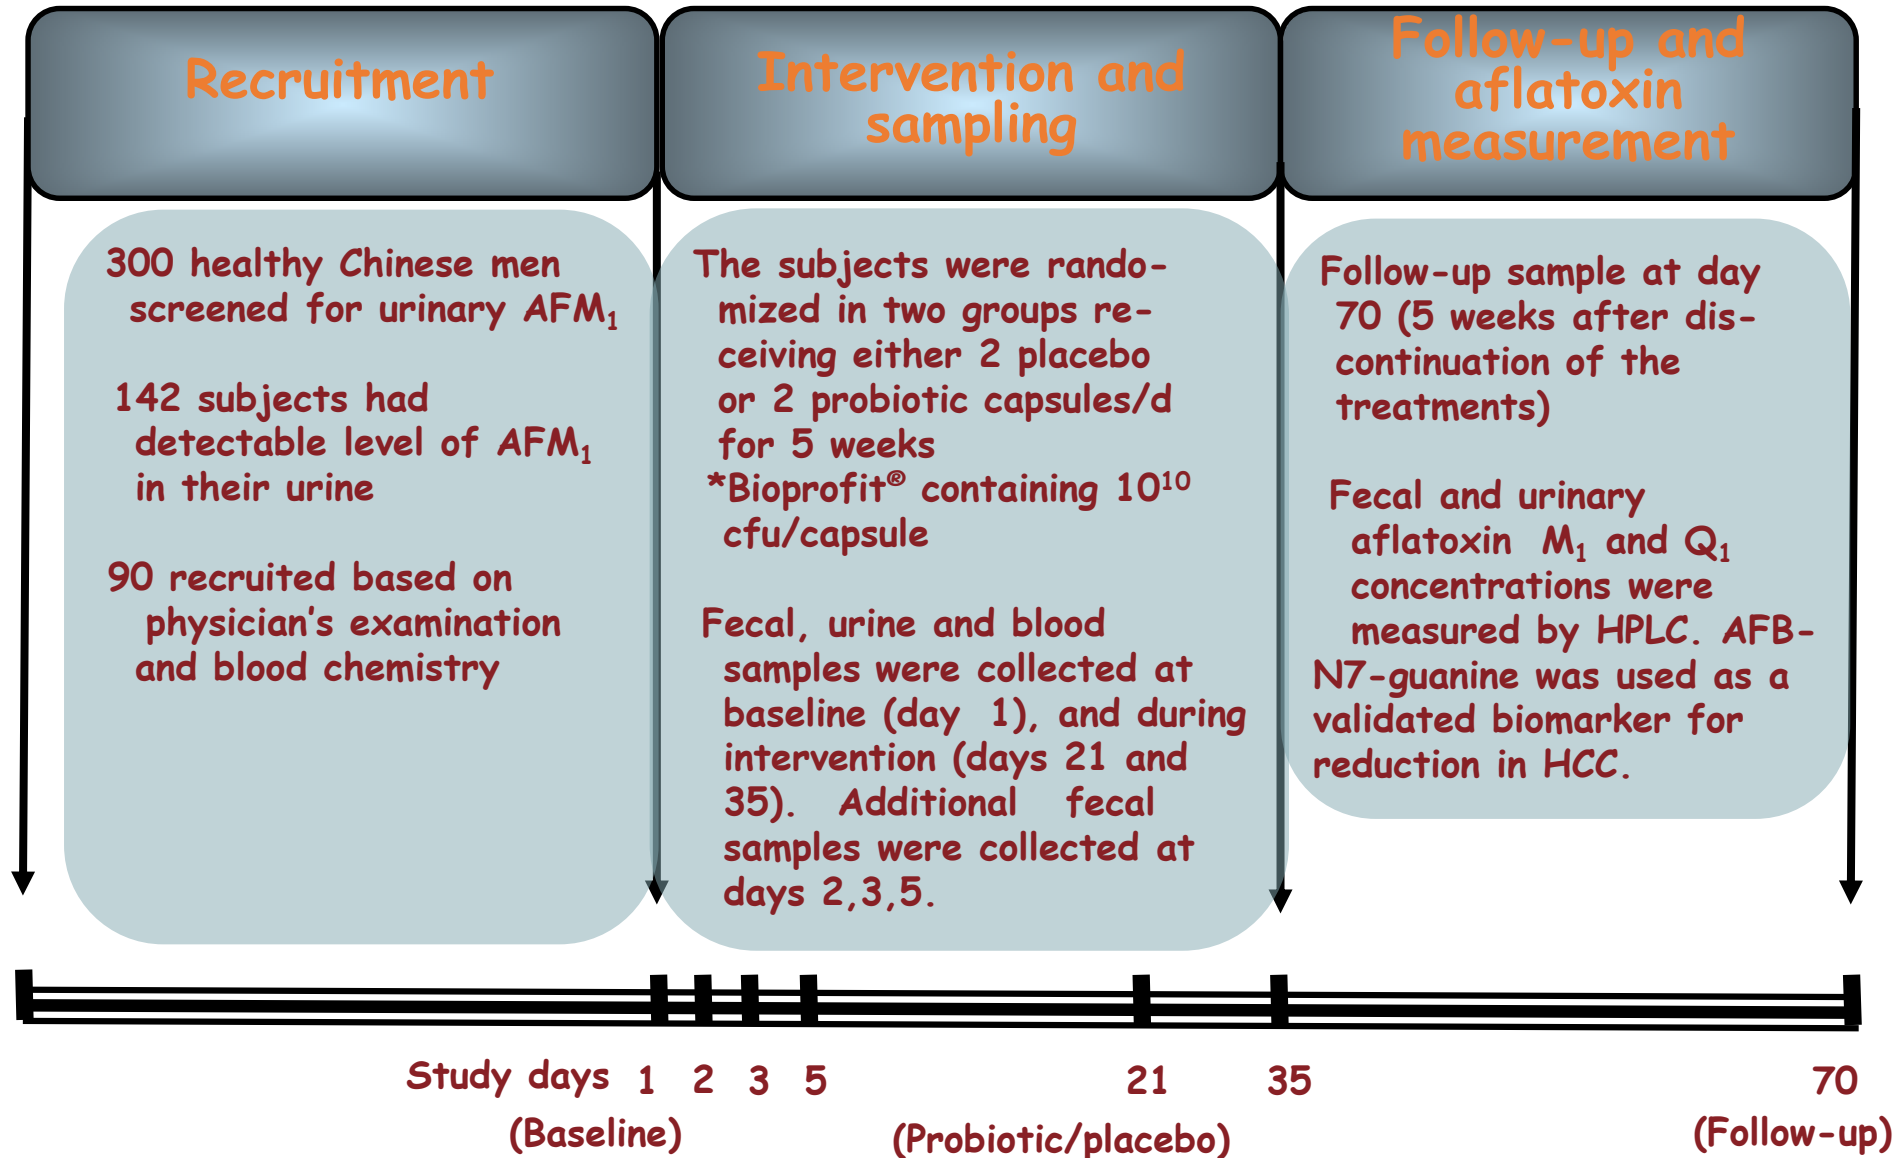 Recruitment
300 healthy Chinese men
screened for urinary AFM₁
142 subjects had
detectable level of AFM₁
in their urine
90 recruited based on
physician's examination
and blood chemistry
Intervention and
sampling
The subjects were rando-
mized in two groups re-
ceiving either 2 placebo
or 2 probiotic capsules/d
for 5 weeks
*Bioprofit® containing 10¹⁰
cfu/capsule
Fecal, urine and blood
samples were collected at
baseline (day 1), and during
intervention (days 21 and
35). Additional fecal
samples were collected at
days 2,3,5.
Follow-up and
aflatoxin
measurement
Follow-up sample at day
70 (5 weeks after dis-
continuation of the
treatments)
Fecal and urinary
aflatoxin M₁ and Q₁
concentrations were
measured by HPLC. AFB-
N7-guanine was used as a
validated biomarker for
reduction in HCC.
Study days 1 2 3 5 21 35 70
(Baseline) (Probiotic/placebo) (Follow-up)